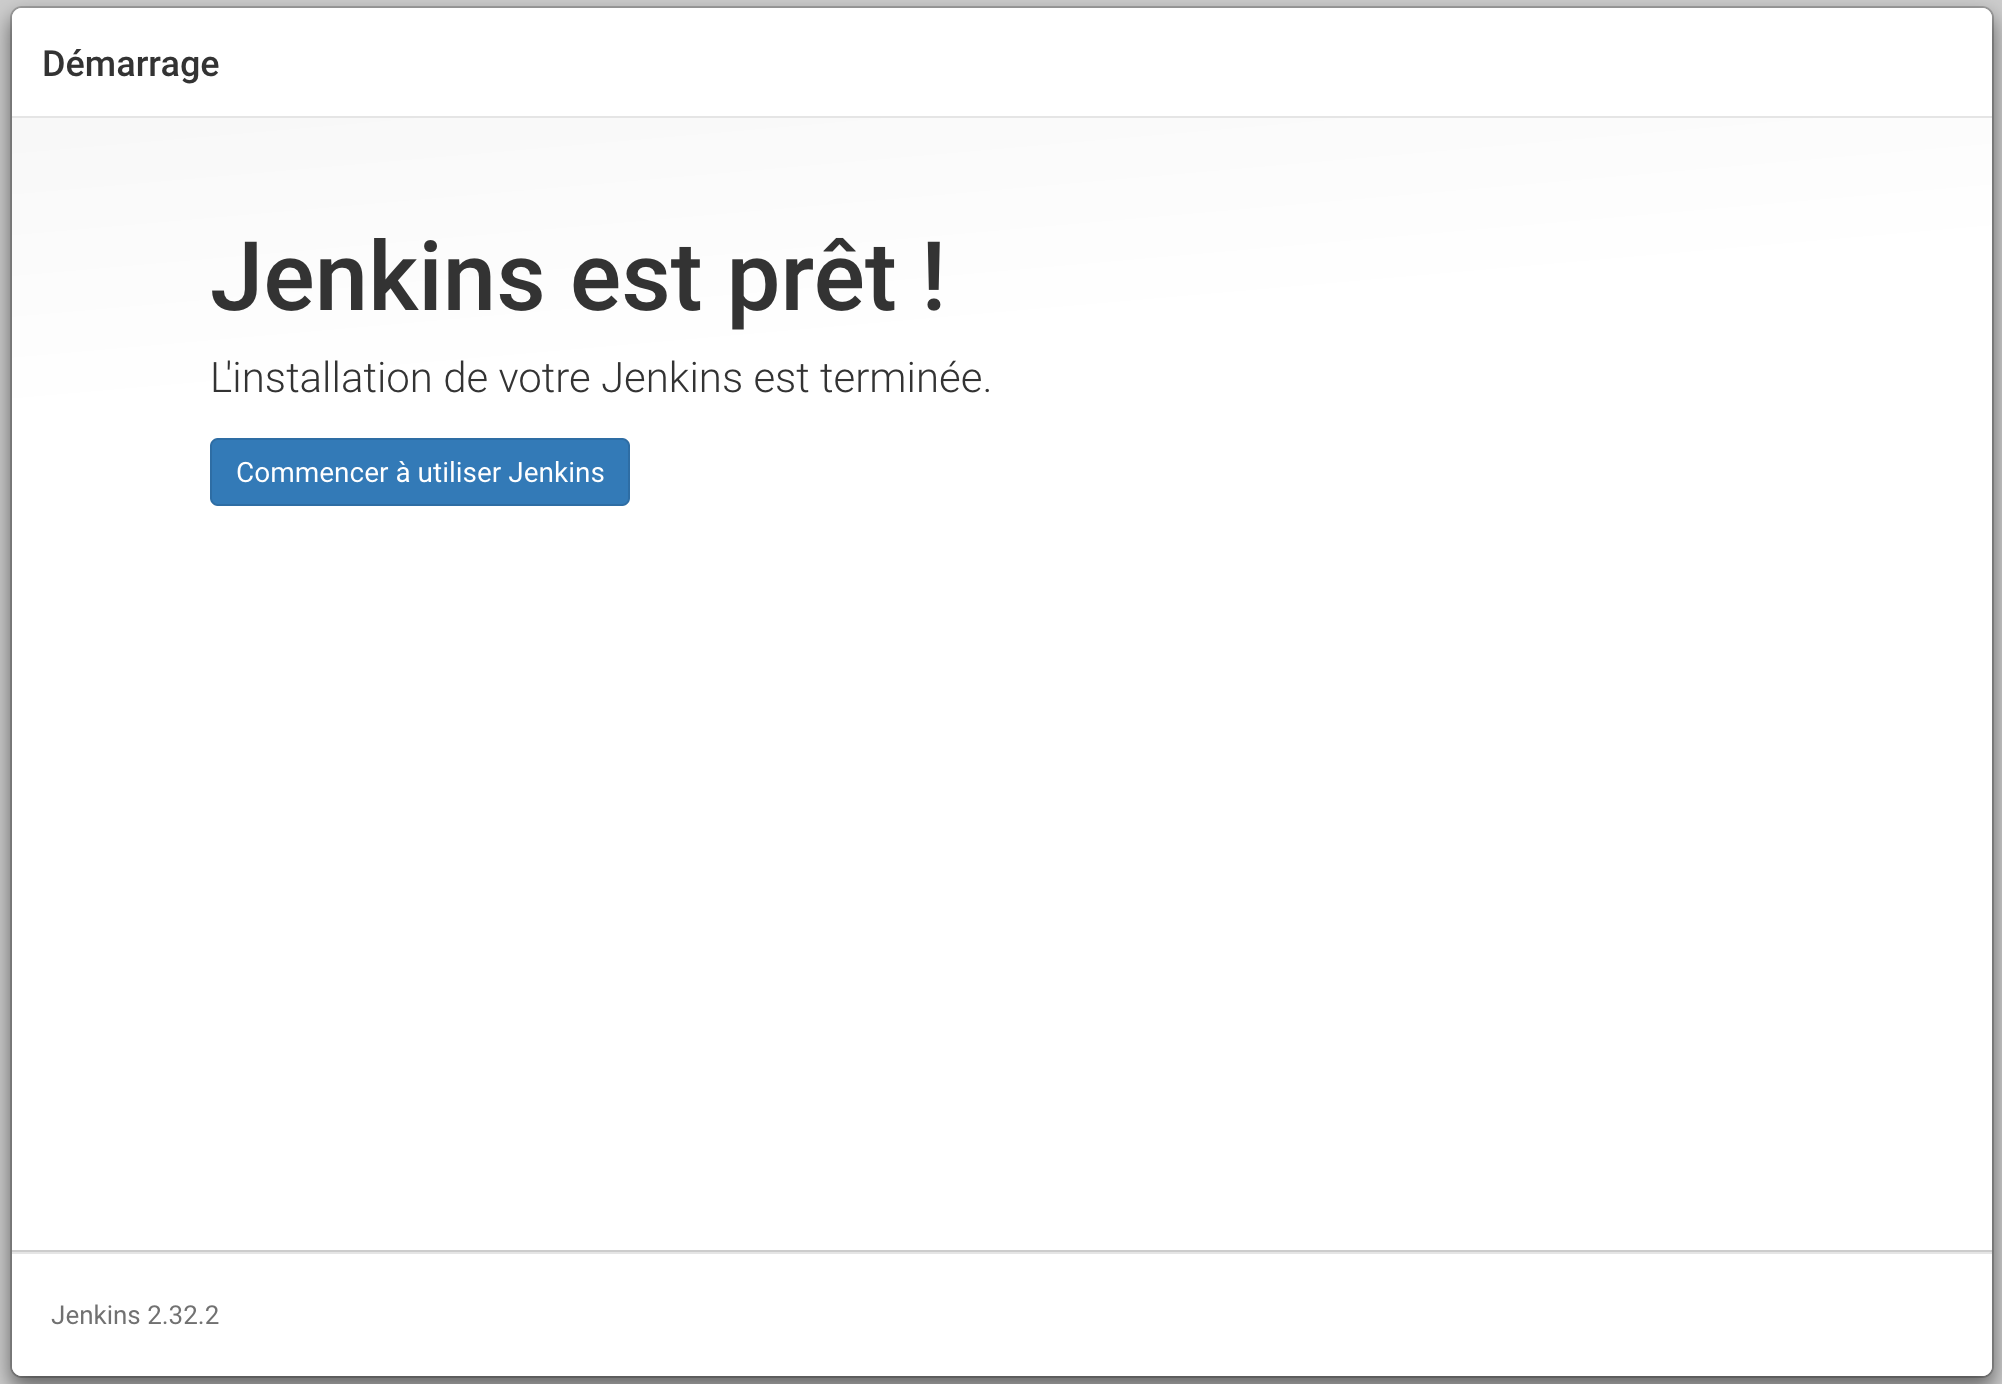 Démarrage
Jenkins est prêt !
L'installation de votre Jenkins est terminée.
Commencer à utiliser Jenkins
Jenkins 2.32.2